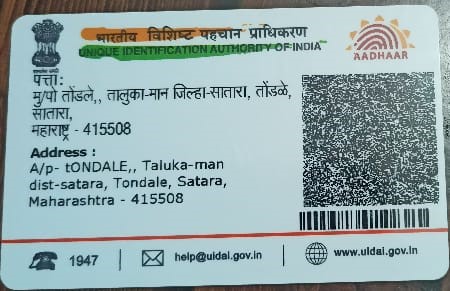 भारतीय विशिष्ट पहचान प्राधिकरण
UNIQUE IDENTIFICATION AUTHORITY OF INDIA
AADHAAR
पत्ता:
मु/पो तोंडले,, तालुका-मान जिल्हा-सातारा, तोंडळे,
सातारा,
महाराष्ट्र - 415508
Address :
A/p- tONDALE,, Taluka-man
dist-satara, Tondale, Satara,
Maharashtra - 415508
1947
help@uidai.gov.in
www.uidai.gov.in